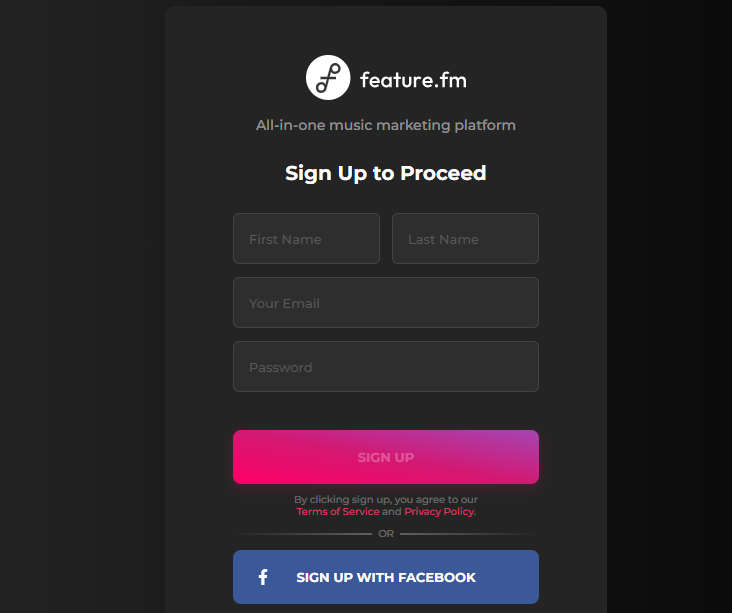 feature.fm
All-in-one music marketing platform
Sign Up to Proceed
First Name Last Name
Your Email
Password
SIGN UP
By clicking sign up, you agree to our
Terms of Service and Privacy Policy.
OR
SIGN UP WITH FACEBOOK